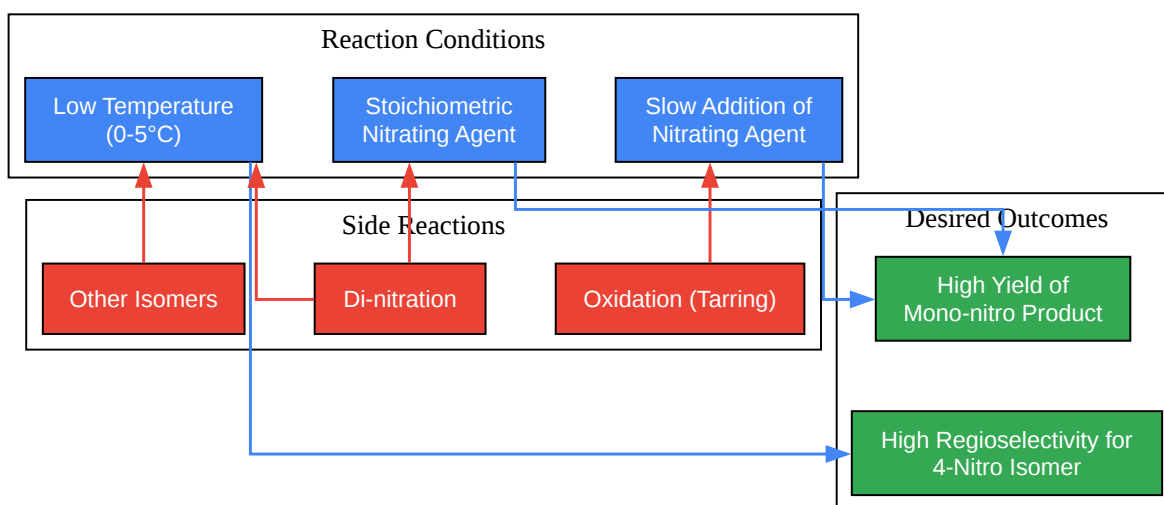 Reaction Conditions
Low Temperature
(0-5°C)
Stoichiometric
Nitrating Agent
Slow Addition of
Nitrating Agent
Side Reactions
Other Isomers
Di-nitration
Oxidation (Tarring)
Desired Outcomes
High Yield of
Mono-nitro Product
High Regioselectivity for
4-Nitro Isomer